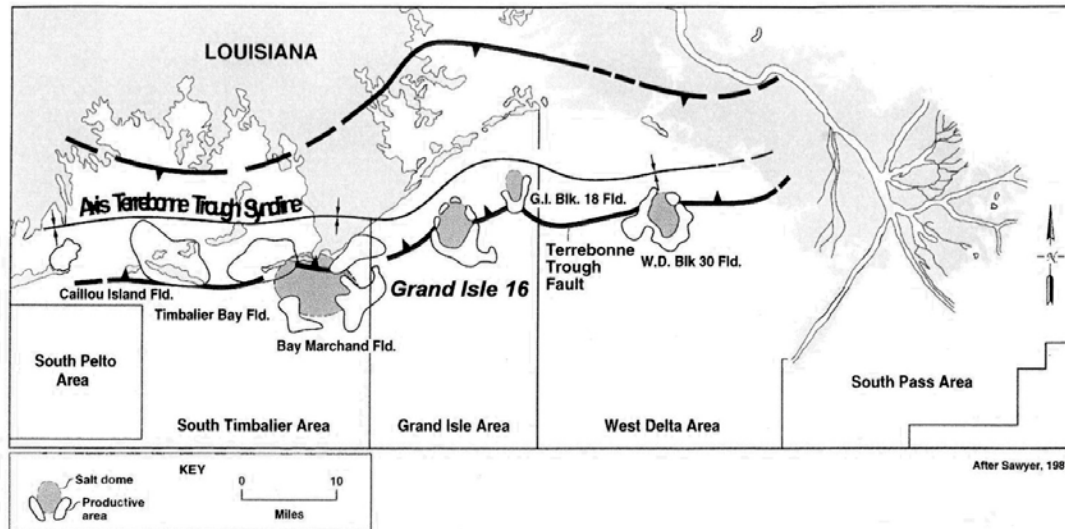 LOUISIANA
Axis Terrebonne Trough Syncline
G.I. Blk. 18 Fld.
Terrebonne
Trough
Fault
W.D. Blk 30 Fld.
Caillou Island Fld.
Grand Isle 16
Timbalier Bay Fld.
Bay Marchand Fld.
South Pelto
Area
South Timbalier Area
Grand Isle Area
West Delta Area
South Pass Area
N
KEY
Salt dome
Productive
area
0 10
Miles
After Sawyer, 198